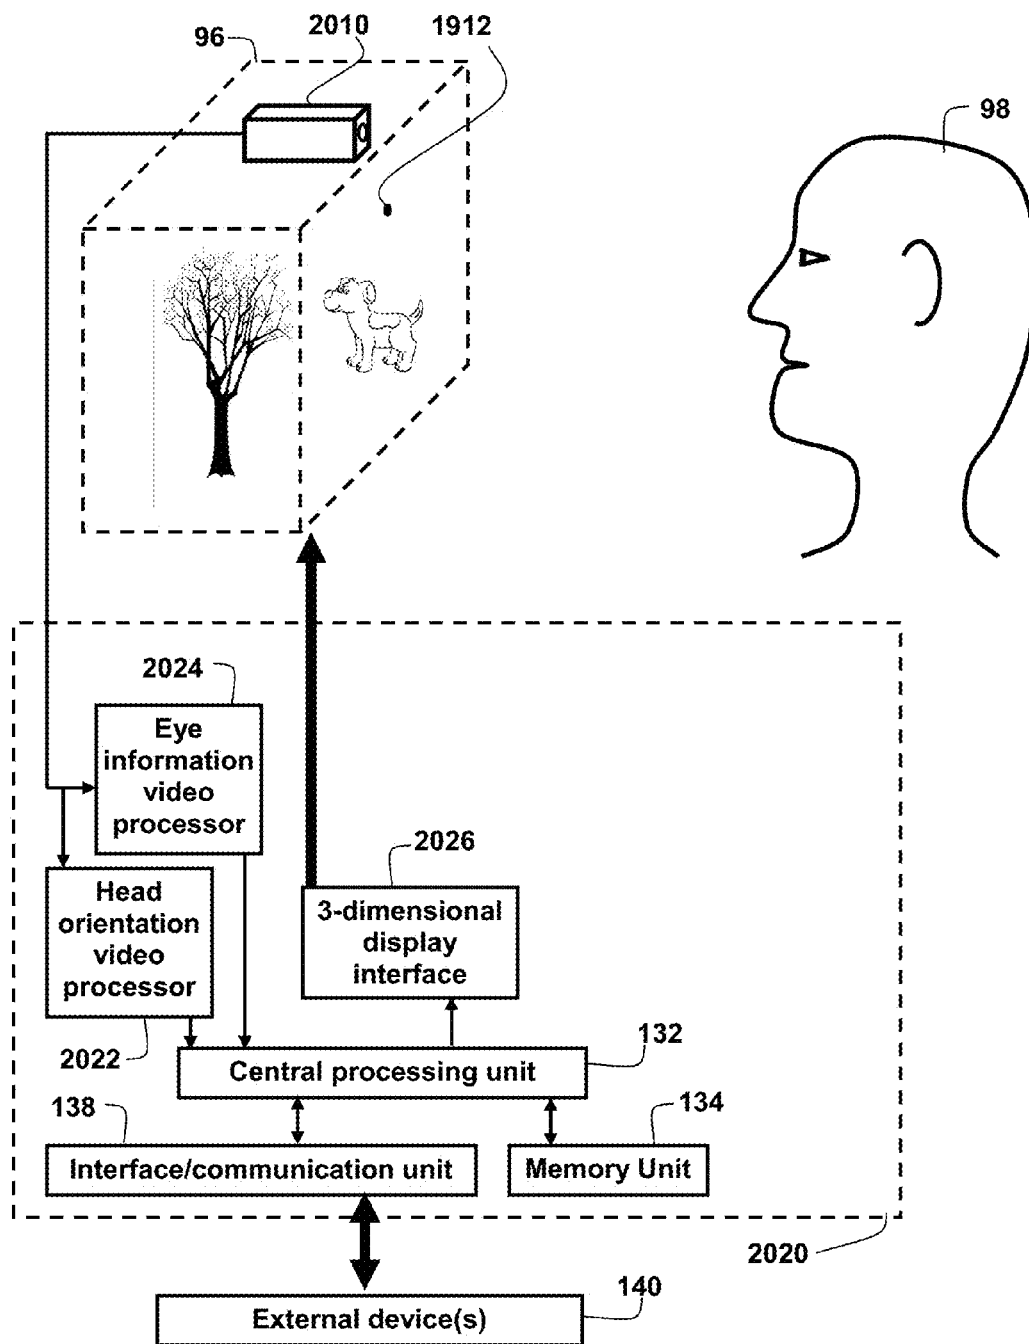 2010
1912
96
98
2024
Eye
information
video
processor
2026
Head
orientation
video
processor
3-dimensional
display
interface
2022
132
Central processing unit
138
134
Interface/communication unit
Memory Unit
2020
140
External device(s)